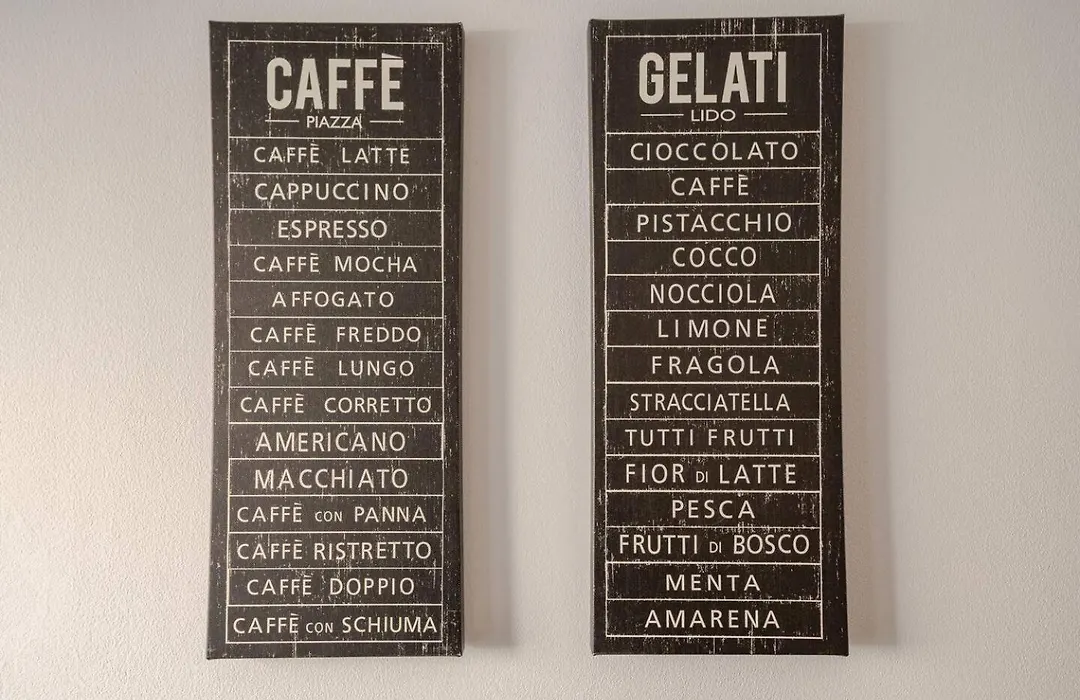 CAFFÈ
PIAZZA
CAFFÈ LATTE
CAPPUCCINO
ESPRESSO
CAFFÈ MOCHA
AFFOGATO
CAFFÈ FREDDO
CAFFÈ LUNGO
CAFFÈ CORRETTO
AMERICANO
MACCHIATO
CAFFÈ CON PANNA
CAFFÈ RISTRETTO
CAFFÈ DOPPIO
CAFFÈ CON SCHIUMA
GELATI
LIDO
CIOCCOLATO
CAFFÈ
PISTACCHIO
COCCO
NOCCIOLA
LIMONE
FRAGOLA
STRACCIATELLA
TUTTI FRUTTI
FIOR DI LATTE
PESCA
FRUTTI DI BOSCO
MENTA
AMARENA